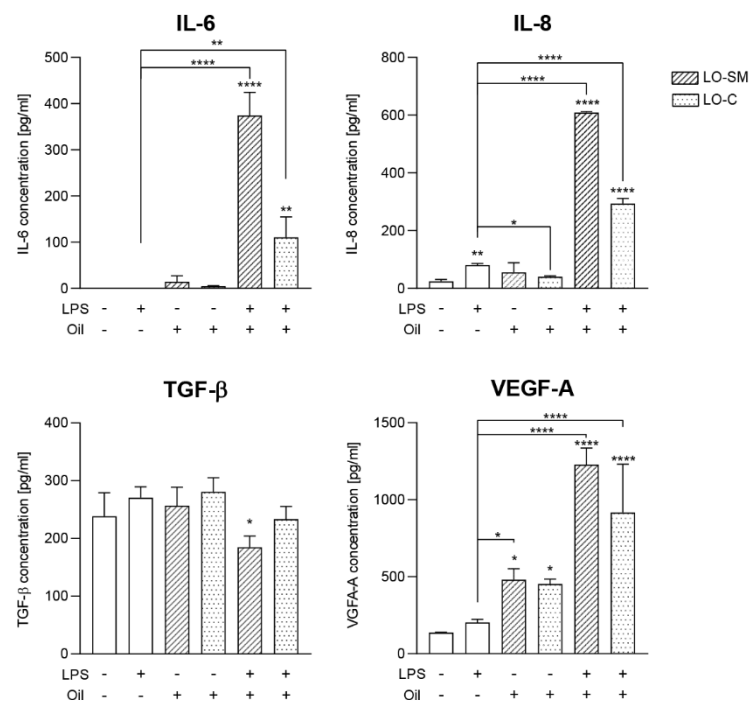 IL-6
IL-8
**
****
****
**
500
400
300
200
100
0
IL-6 concentration [pg/ml]
LPS - + - - + +
Oil - - + + + +
****
****
****
****
*
**
800
600
400
200
0
IL-8 concentration [pg/ml]
LPS - + - - + +
Oil - - + + + +
LO-SM
LO-C
TGF-β
VEGF-A
*
400
300
200
100
0
TGF-β concentration [pg/ml]
LPS - + - - + +
Oil - - + + + +
****
****
****
****
*
*
*
1500
1000
500
0
VGFA-A concentration [pg/ml]
LPS - + - - + +
Oil - - + + + +